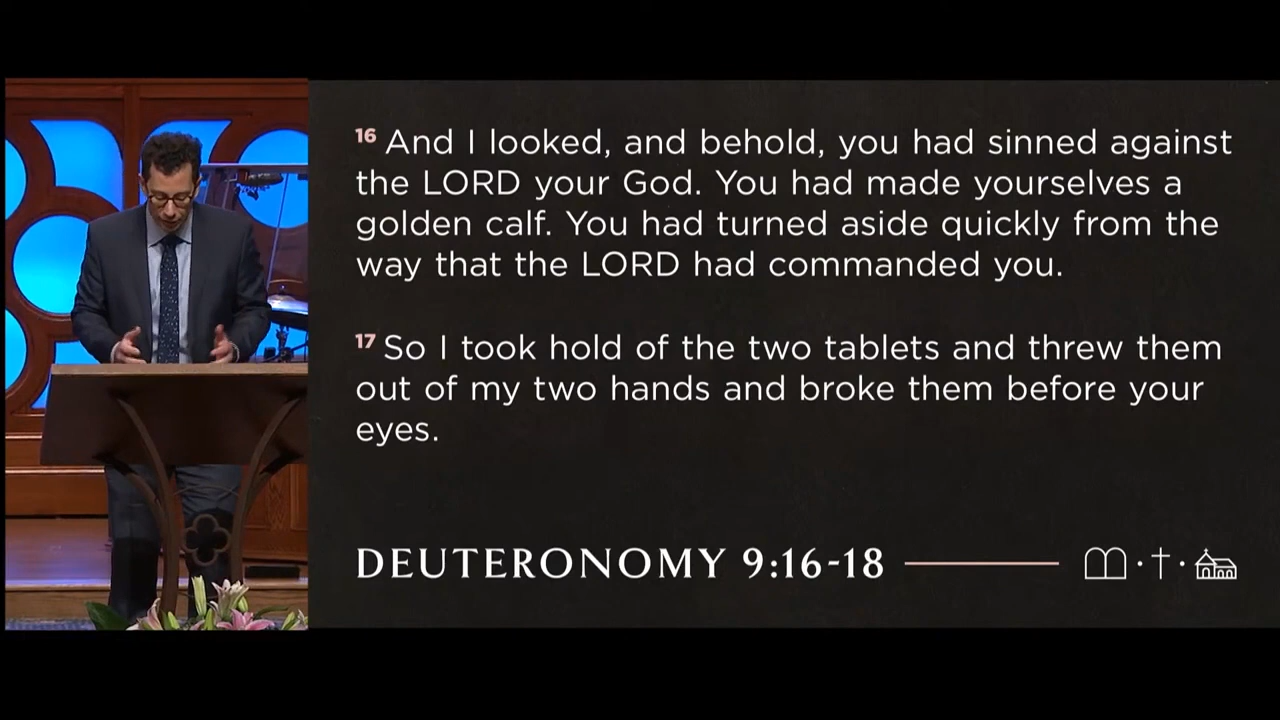 16 And I looked, and behold, you had sinned against
the LORD your God. You had made yourselves a
golden calf. You had turned aside quickly from the
way that the LORD had commanded you.
17 So I took hold of the two tablets and threw them
out of my two hands and broke them before your
eyes.
DEUTERONOMY 9:16-18